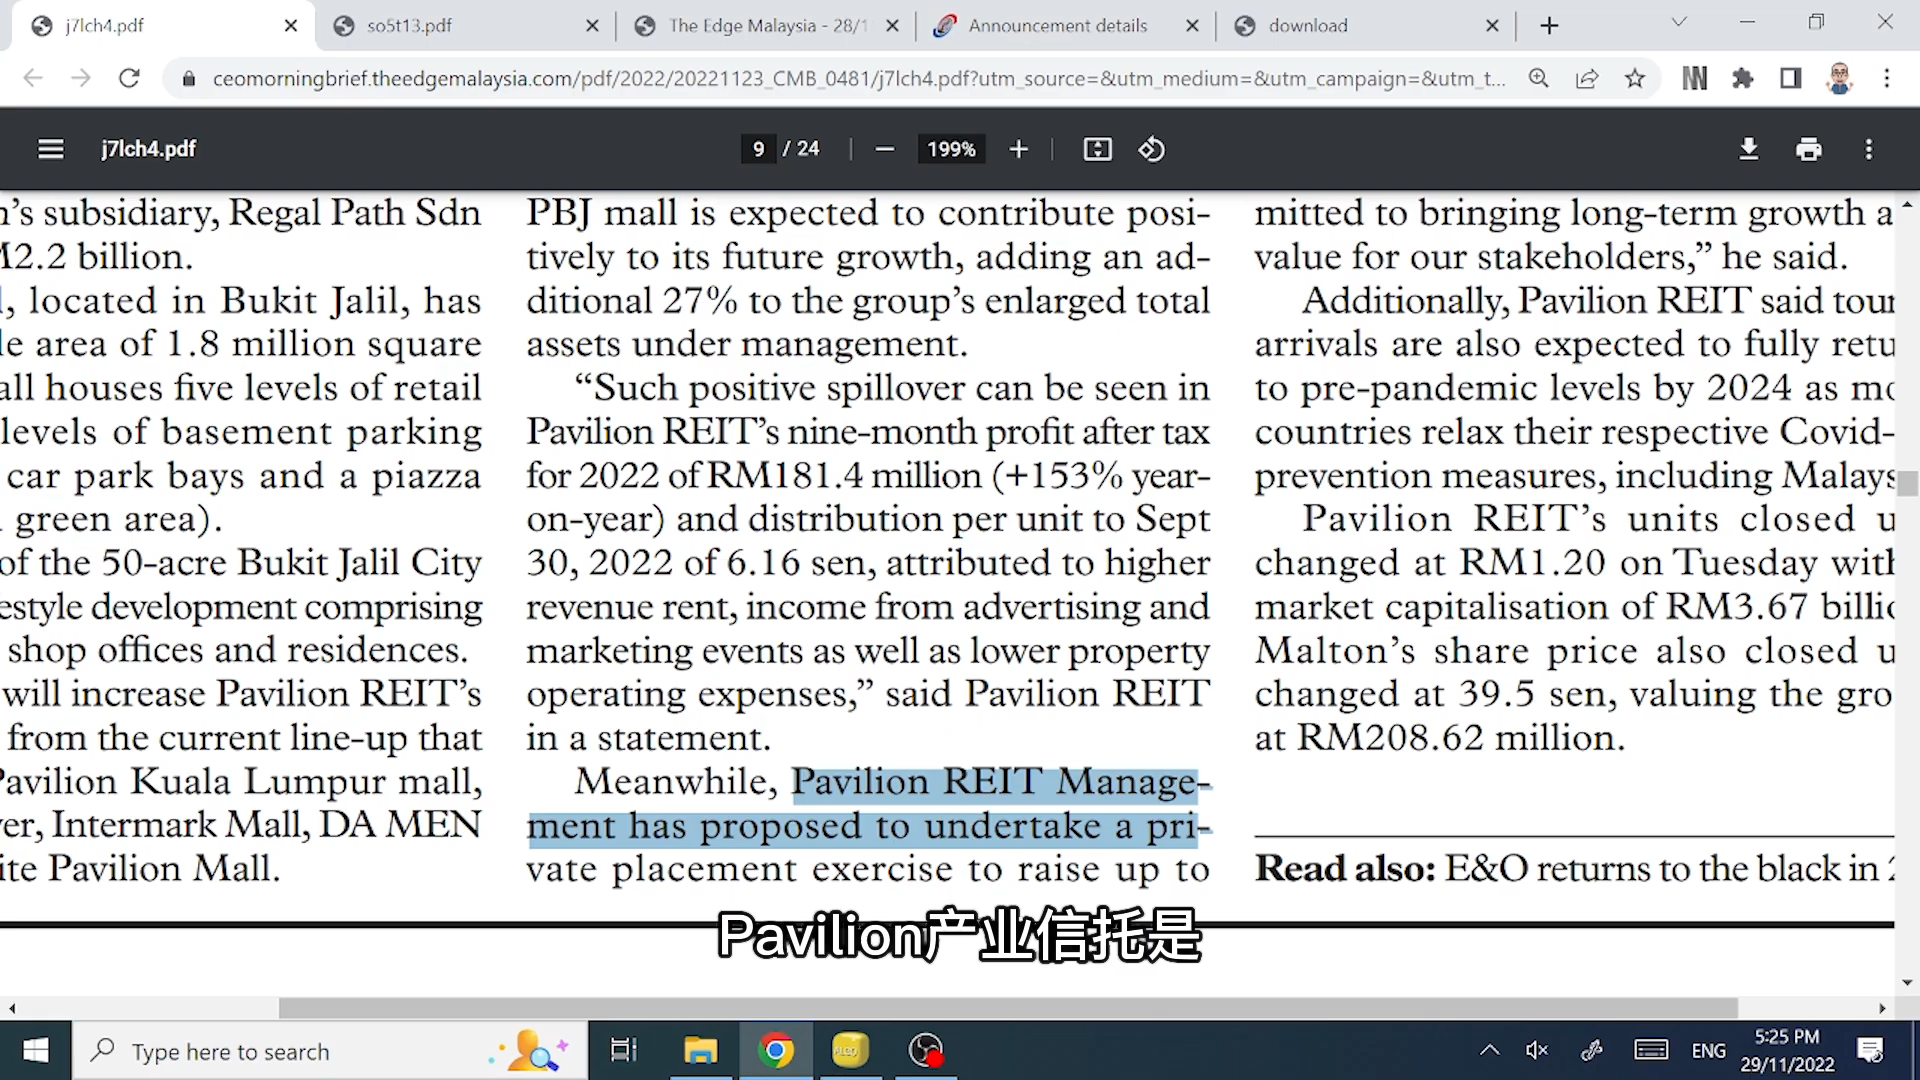 j7lch4.pdf
so5t13.pdf
The Edge Malaysia - 28/1
Announcement details
download
ceomorningbrief.theedgemalaysia.com/pdf/2022/20221123_CMB_0481/j7lch4.pdf?utm_source=&utm_medium=&utm_campaign=&utm_t...
j7lch4.pdf
9 / 24
199%
n's subsidiary, Regal Path Sdn
M2.2 billion.
l, located in Bukit Jalil, has
le area of 1.8 million square
all houses five levels of retail
levels of basement parking
car park bays and a piazza
green area).
of the 50-acre Bukit Jalil City
estyle development comprising
shop offices and residences.
will increase Pavilion REIT's
from the current line-up that
Pavilion Kuala Lumpur mall,
er, Intermark Mall, DA MEN
ite Pavilion Mall.
PBJ mall is expected to contribute posi-
tively to its future growth, adding an ad-
ditional 27% to the group's enlarged total
assets under management.
“Such positive spillover can be seen in
Pavilion REIT's nine-month profit after tax
for 2022 of RM181.4 million (+153% year-
on-year) and distribution per unit to Sept
30, 2022 of 6.16 sen, attributed to higher
revenue rent, income from advertising and
marketing events as well as lower property
operating expenses,” said Pavilion REIT
in a statement.
Meanwhile, Pavilion REIT Manage-
ment has proposed to undertake a pri-
vate placement exercise to raise up to
mitted to bringing long-term growth a
value for our stakeholders,” he said.
Additionally, Pavilion REIT said tour
arrivals are also expected to fully retu
to pre-pandemic levels by 2024 as mo
countries relax their respective Covid-
prevention measures, including Malays
Pavilion REIT's units closed u
changed at RM1.20 on Tuesday with
market capitalisation of RM3.67 billio
Malton's share price also closed u
changed at 39.5 sen, valuing the gro
at RM208.62 million.
Read also: E&O returns to the black in 2
Pavilion产业信托是
Type here to search
ENG
5:25 PM
29/11/2022